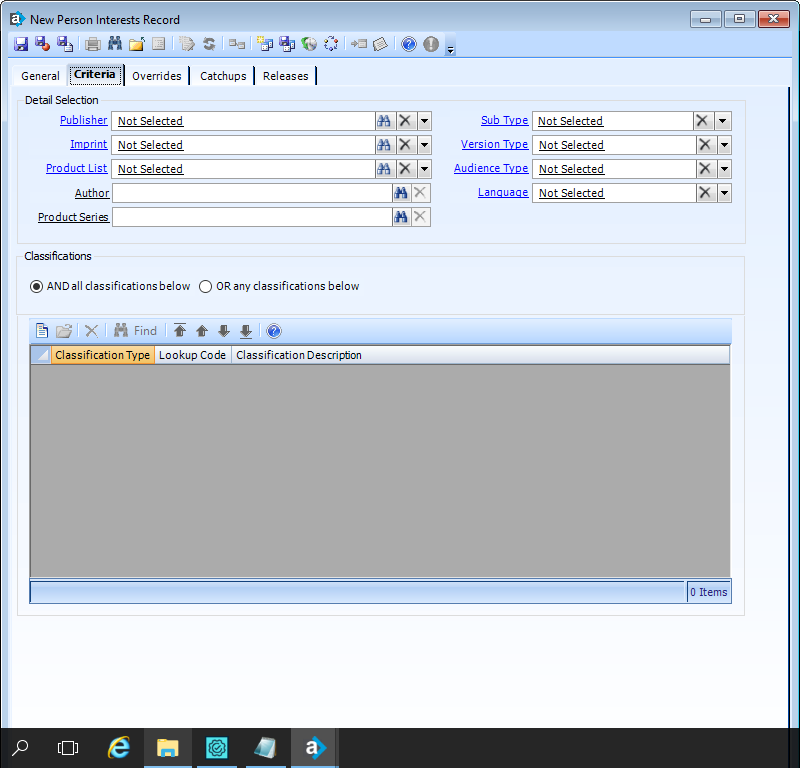 New Person Interests Record
General Criteria Overrides Catchups Releases
Detail Selection
Publisher Not Selected Sub Type Not Selected
Imprint Not Selected Version Type Not Selected
Product List Not Selected Audience Type Not Selected
Author Language Not Selected
Product Series
Classifications
AND all classifications below OR any classifications below
Find
Classification Type Lookup Code Classification Description
0 Items